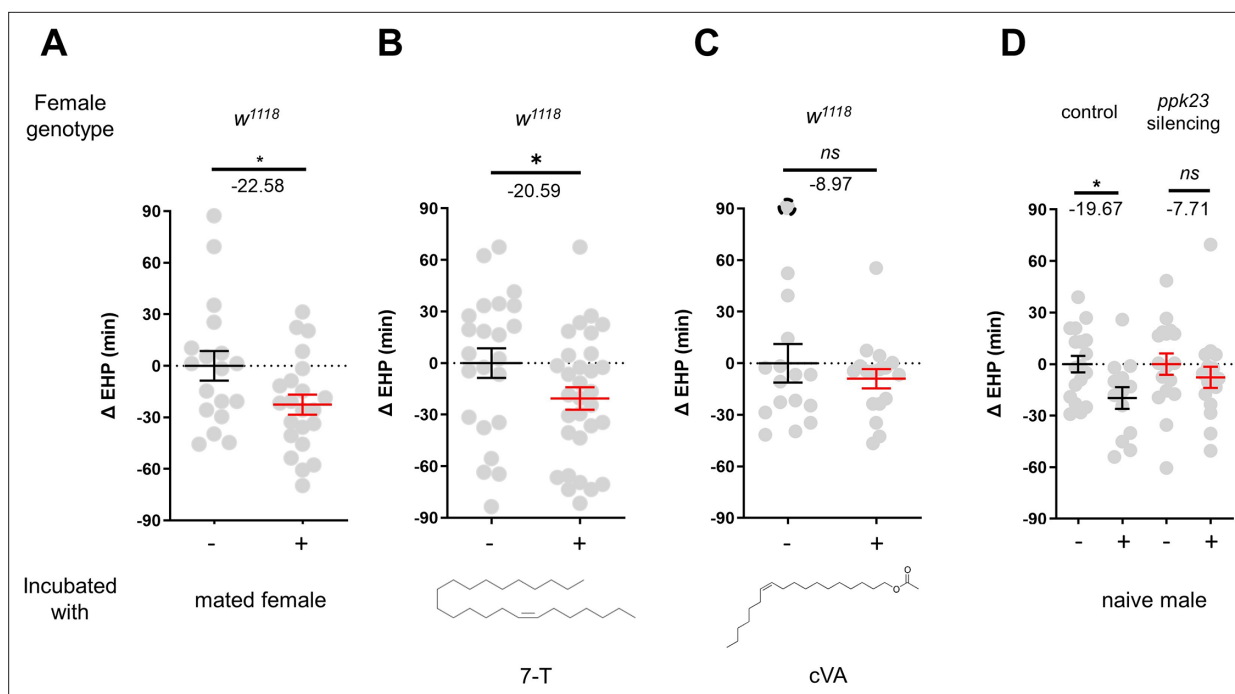 A
B
C
D
Female
genotype
w1118
w1118
w1118
control
ppk23
silencing
*
-22.58
*
-20.59
ns
-8.97
*
-19.67
ns
-7.71
Δ EHP (min)
90
60
30
0
-30
-60
-90
Δ EHP (min)
90
60
30
0
-30
-60
-90
Δ EHP (min)
90
60
30
0
-30
-60
-90
Δ EHP (min)
90
60
30
0
-30
-60
-90
- +
- +
- +
- + - +
Incubated
with
mated female
7-T
O
O
cVA
naive male